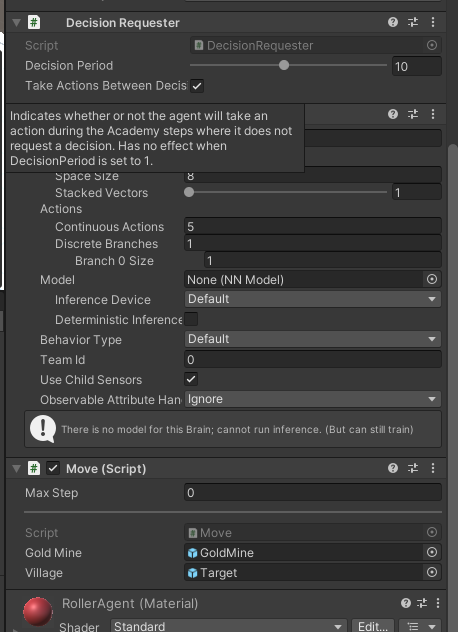 Decision Requester
Script DecisionRequester
Decision Period 10
Take Actions Between Decis
Indicates whether or not the agent will take an
action during the Academy steps where it does not
request a decision. Has no effect when
DecisionPeriod is set to 1.
Space Size 8
Stacked Vectors 1
Actions
Continuous Actions 5
Discrete Branches 1
Branch 0 Size 1
Model None (NN Model)
Inference Device Default
Deterministic Inference
Behavior Type Default
Team Id 0
Use Child Sensors
Observable Attribute Han Ignore
There is no model for this Brain; cannot run inference. (But can still train)
Move (Script)
Max Step 0
Script Move
Gold Mine GoldMine
Village Target
RollerAgent (Material)
Shader Standard Edit...